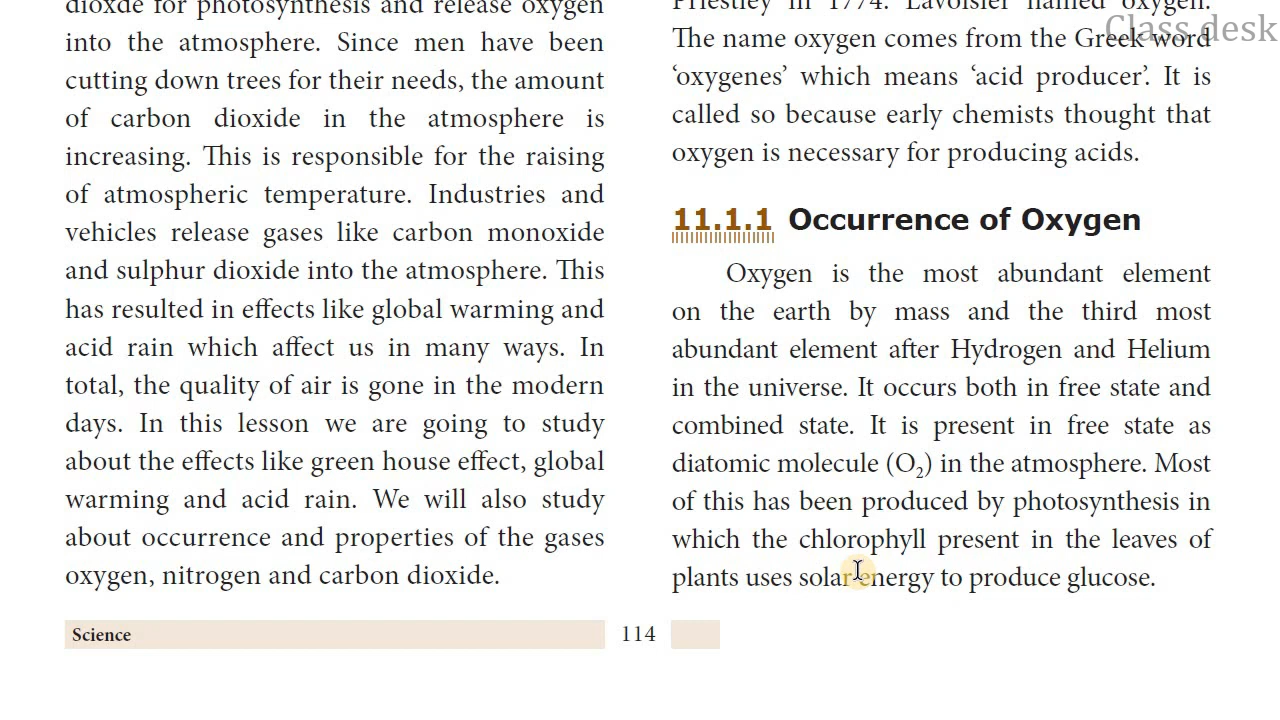 dioxde for photosynthesis and release oxygen
into the atmosphere. Since men have been
cutting down trees for their needs, the amount
of carbon dioxide in the atmosphere is
increasing. This is responsible for the raising
of atmospheric temperature. Industries and
vehicles release gases like carbon monoxide
and sulphur dioxide into the atmosphere. This
has resulted in effects like global warming and
acid rain which affect us in many ways. In
total, the quality of air is gone in the modern
days. In this lesson we are going to study
about the effects like green house effect, global
warming and acid rain. We will also study
about occurrence and properties of the gases
oxygen, nitrogen and carbon dioxide.
Priestley in 1774. Lavoisier named oxygen.
Class desk
The name oxygen comes from the Greek word
‘oxygenes’ which means ‘acid producer’. It is
called so because early chemists thought that
oxygen is necessary for producing acids.
11.1.1 Occurrence of Oxygen
Oxygen is the most abundant element
on the earth by mass and the third most
abundant element after Hydrogen and Helium
in the universe. It occurs both in free state and
combined state. It is present in free state as
diatomic molecule (O₂) in the atmosphere. Most
of this has been produced by photosynthesis in
which the chlorophyll present in the leaves of
plants uses solar energy to produce glucose.
Science
114